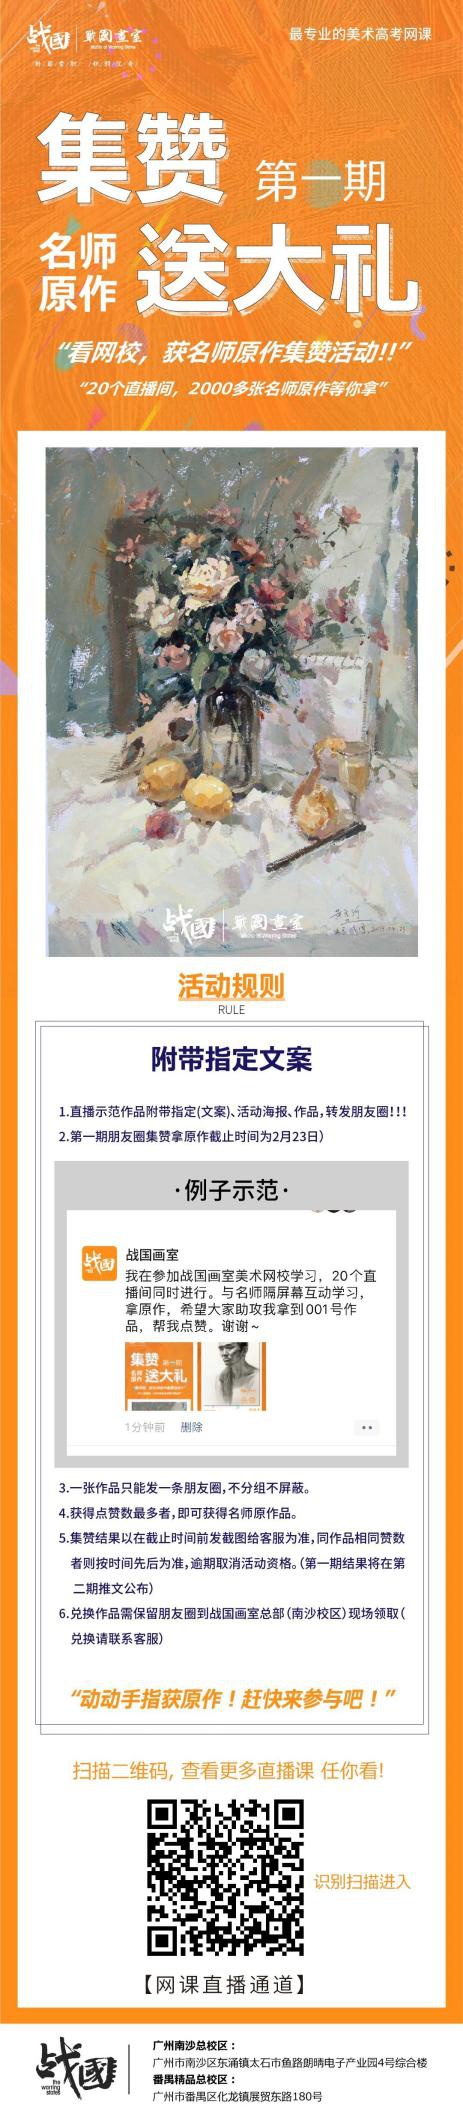 战國 戰國畫室
the warring states
Studio of Warring States
最专业的美术高考网课
集赞 第一期
名师
原作
送大礼
“看网校，获名师原作集赞活动!!”
“20个直播间，2000多张名师原作等你拿”
战國 戰國畫室
the warring states
Studio of Warring States
活动规则
RULE
附带指定文案
1.直播示范作品附带指定(文案)、活动海报、作品,转发朋友圈!!!
2.第一期朋友圈集赞拿原作截止时间为2月23日)
·例子示范·
战国画室
我在参加战国画室美术网校学习，20个直
播间同时进行。与名师隔屏幕互动学习，
拿原作，希望大家助攻我拿到001号作
品，帮我点赞。谢谢~
集赞 第一期
名师
原作
送大礼
1分钟前 删除
3.一张作品只能发一条朋友圈,不分组不屏蔽。
4.获得点赞数最多者,即可获得名师原作品。
5.集赞结果以在截止时间前发截图给客服为准,同作品相同赞数
者则按时间先后为准,逾期取消活动资格。(第一期结果将在第
二期推文公布)
6.兑换作品需保留朋友圈到战国画室总部(南沙校区)现场领取(
兑换请联系客服)
“动动手指获原作！赶快来参与吧！”
扫描二维码, 查看更多直播课 任你看!
识别扫描进入
【网课直播通道】
战國
the warring states
广州南沙总校区：
广州市南沙区东涌镇太石市鱼路朗晴电子产业园4号综合楼
番禺精品总校区：
广州市番禺区化龙镇展贸东路180号